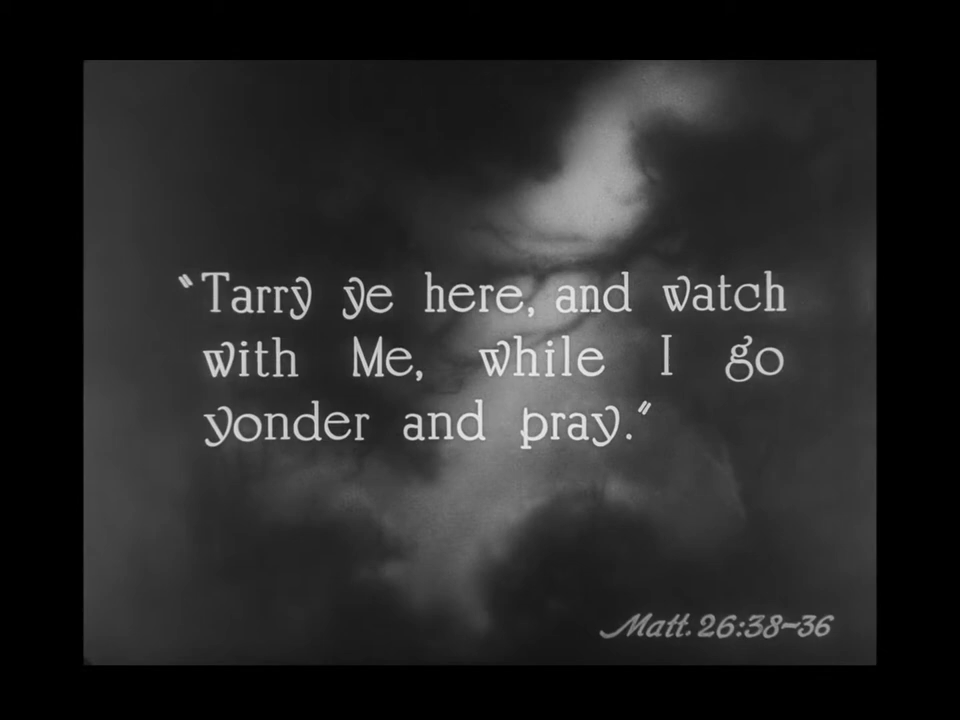 "Tarry ye here, and watch
with Me, while I go
yonder and pray."
Matt. 26:38-36